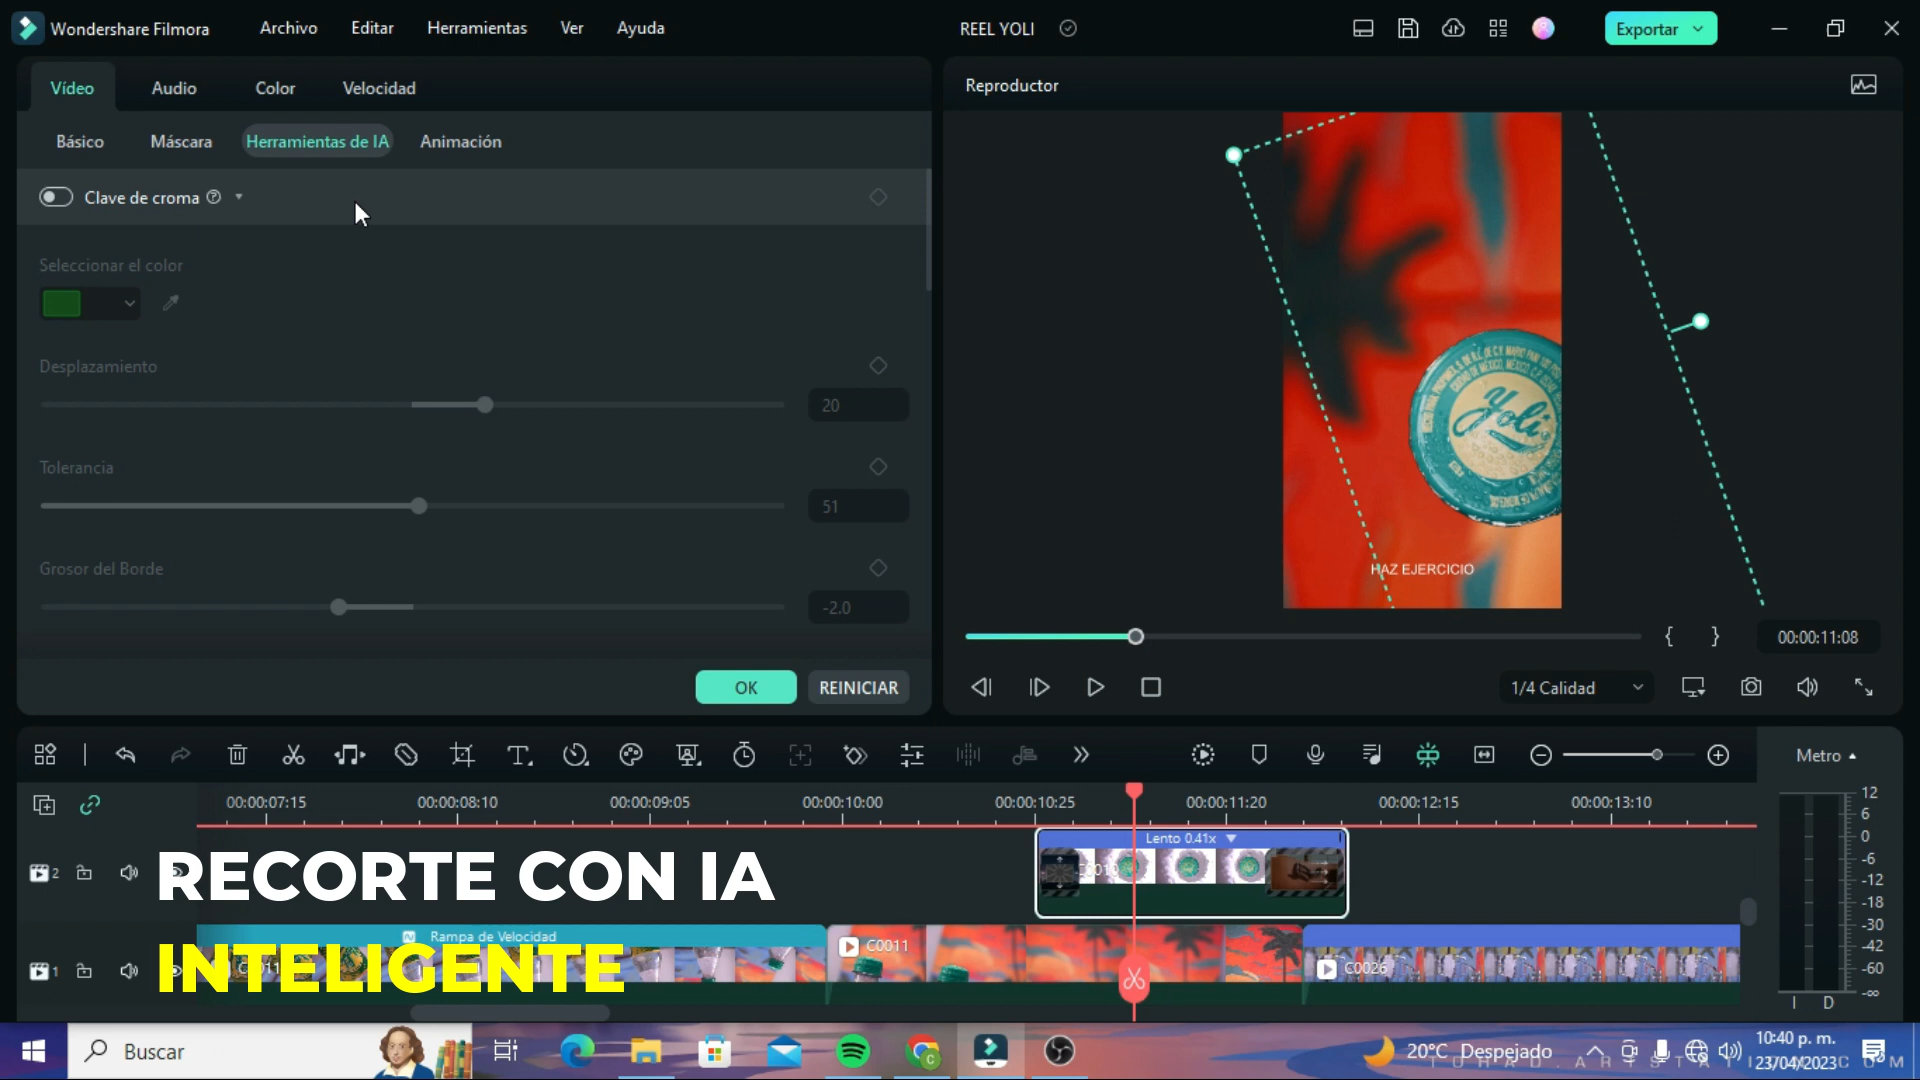 Wondershare Filmora
Archivo
Editar
Herramientas
Ver
Ayuda
REEL YOLI
Exportar
Vídeo
Audio
Color
Velocidad
Reproductor
Básico
Máscara
Herramientas de IA
Animación
Clave de croma
Seleccionar el color
Desplazamiento
20
Tolerancia
51
Grosor del Borde
-2.0
OK
REINICIAR
Yoli
HAZ EJERCICIO
00:00:11:08
1/4 Calidad
Metro
00:00:07:15
00:00:08:10
00:00:09:05
00:00:10:00
00:00:10:25
00:00:11:20
00:00:12:15
00:00:13:10
12
6
0
-6
-12
-18
-30
-42
-60
-∞
I D
Lento 0.41x
2
RECORTE CON IA
INTELIGENTE
Rampa de Velocidad
C0011
C0026
1
Buscar
20°C Despejado
10:40 p. m.
23/04/2023